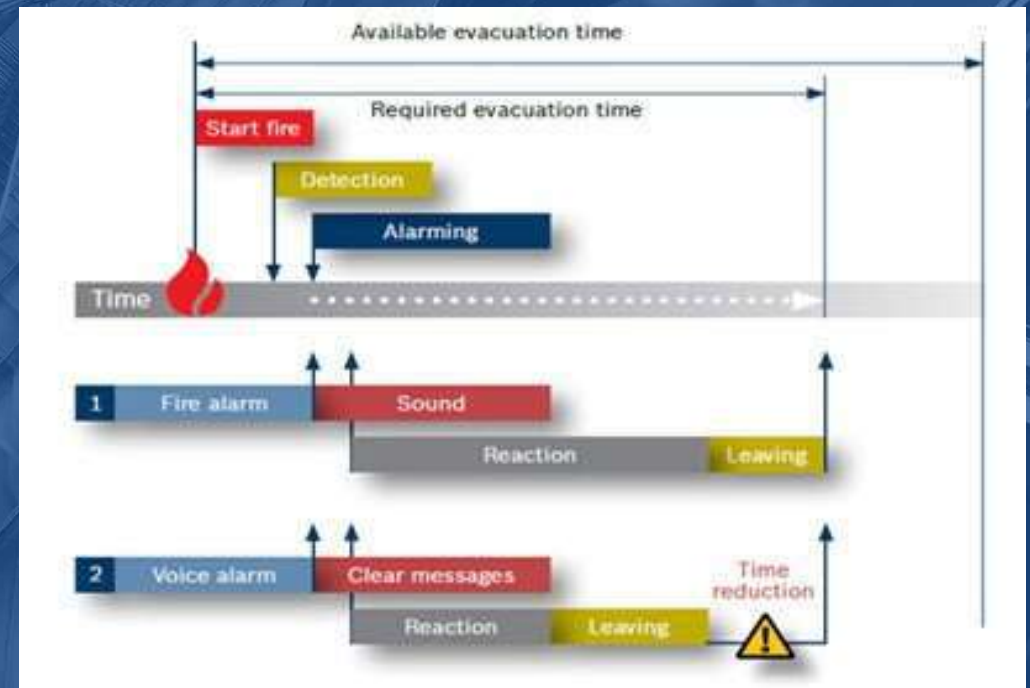 Available evacuation time
Required evacuation time
Start fire
Detection
Alarming
Time
1 Fire alarm Sound
Reaction Leaving
2 Voice alarm Clear messages
Time
reduction
Reaction Leaving